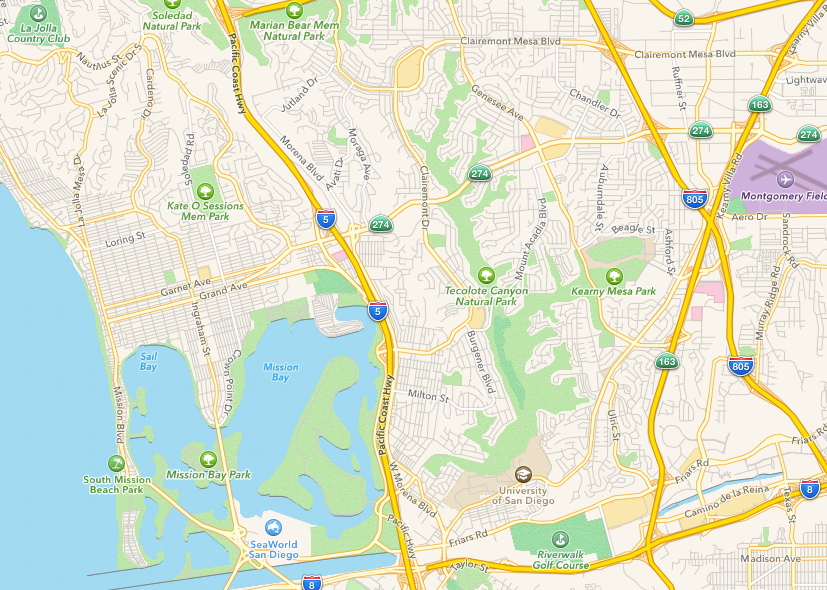 La Jolla
Country Club
Soledad
Natural Park
Marian Bear Mem
Natural Park
52
Pacific Coast Hwy
Clairemont Mesa Blvd
Clairemont Mesa Blvd
Kearny Villa Rd
Nautilus St
La Jolla Scenic Dr S
Cardeno Dr
Jutland Dr
Genesee Ave
Chandler Dr
Ruffner St
Lightwav
163
274
274
Soledad Rd
Morena Blvd
Avati Dr
Moraga Ave
Clairemont Dr
274
La Jolla Mesa Dr
Kate O Sessions
Mem Park
Auburndale St
805
Kearny Villa Rd
Montgomery Field
5
274
Aero Dr
Loring St
Beagle St
Mount Acadia Blvd
Ashford St
Sandrock Rd
Garnet Ave
Grand Ave
Tecolote Canyon
Natural Park
Kearny Mesa Park
5
Ingraham St
Murray Ridge Rd
Sail
Bay
Mission
Bay
Crown Point Dr
Burgener Blvd
163
805
Mission Blvd
Pacific Coast Hwy
Milton St
Ulric St
Friars Rd
South Mission
Beach Park
Mission Bay Park
W Morena Blvd
University
of San Diego
Friars Rd
8
Camino de la Reina
Texas St
SeaWorld
San Diego
Pacific Hwy
Friars Rd
Riverwalk
Golf Course
Madison Ave
Taylor St
8